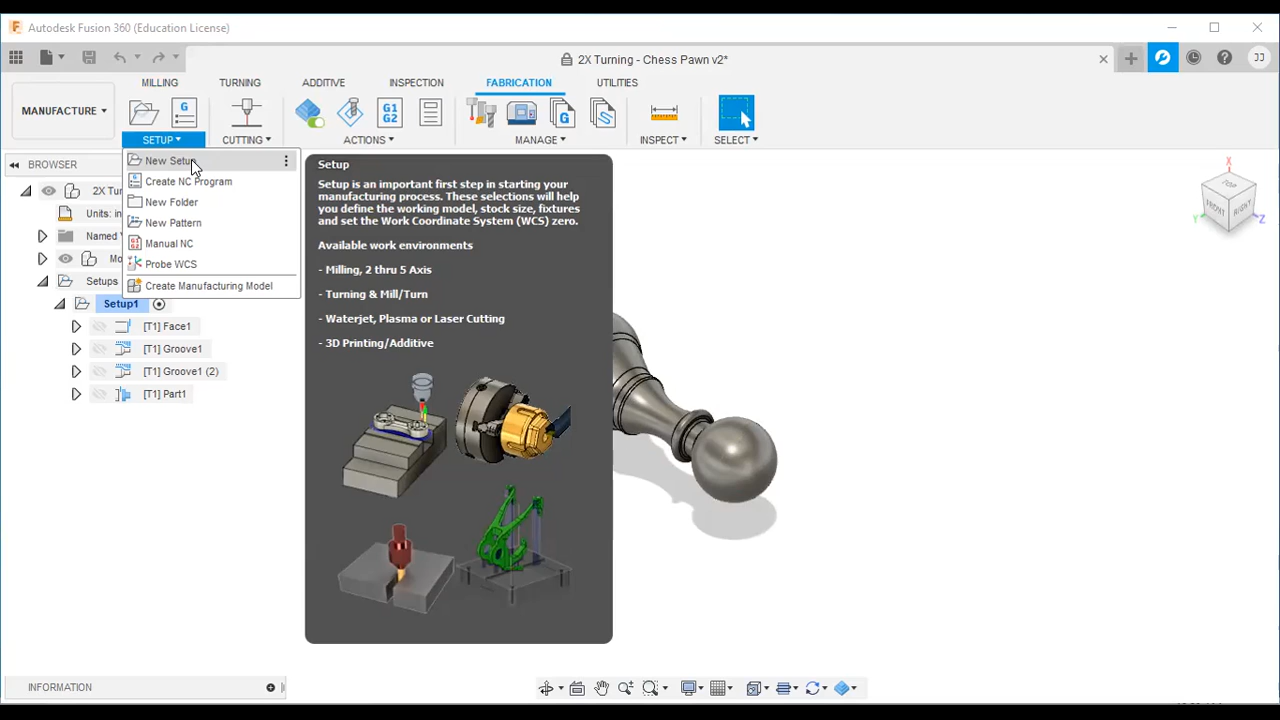 Autodesk Fusion 360 (Education License)
2X Turning - Chess Pawn v2*
JJ
MILLING TURNING ADDITIVE INSPECTION FABRICATION UTILITIES
MANUFACTURE
G
G1
G2
G
SETUP CUTTING ACTIONS MANAGE INSPECT SELECT
BROWSER
2X Tur
Units: in
Named V
Mo
Setups
Setup1
[T1] Face1
[T1] Groove1
[T1] Groove1 (2)
[T1] Part1
New Setup
Create NC Program
New Folder
New Pattern
Manual NC
Probe WCS
Create Manufacturing Model
Setup
Setup is an important first step in starting your
manufacturing process. These selections will help
you define the working model, stock size, fixtures
and set the Work Coordinate System (WCS) zero.
Available work environments
- Milling, 2 thru 5 Axis
- Turning & Mill/Turn
- Waterjet, Plasma or Laser Cutting
- 3D Printing/Additive
X
TOP
FRONT RIGHT
Y Z
INFORMATION